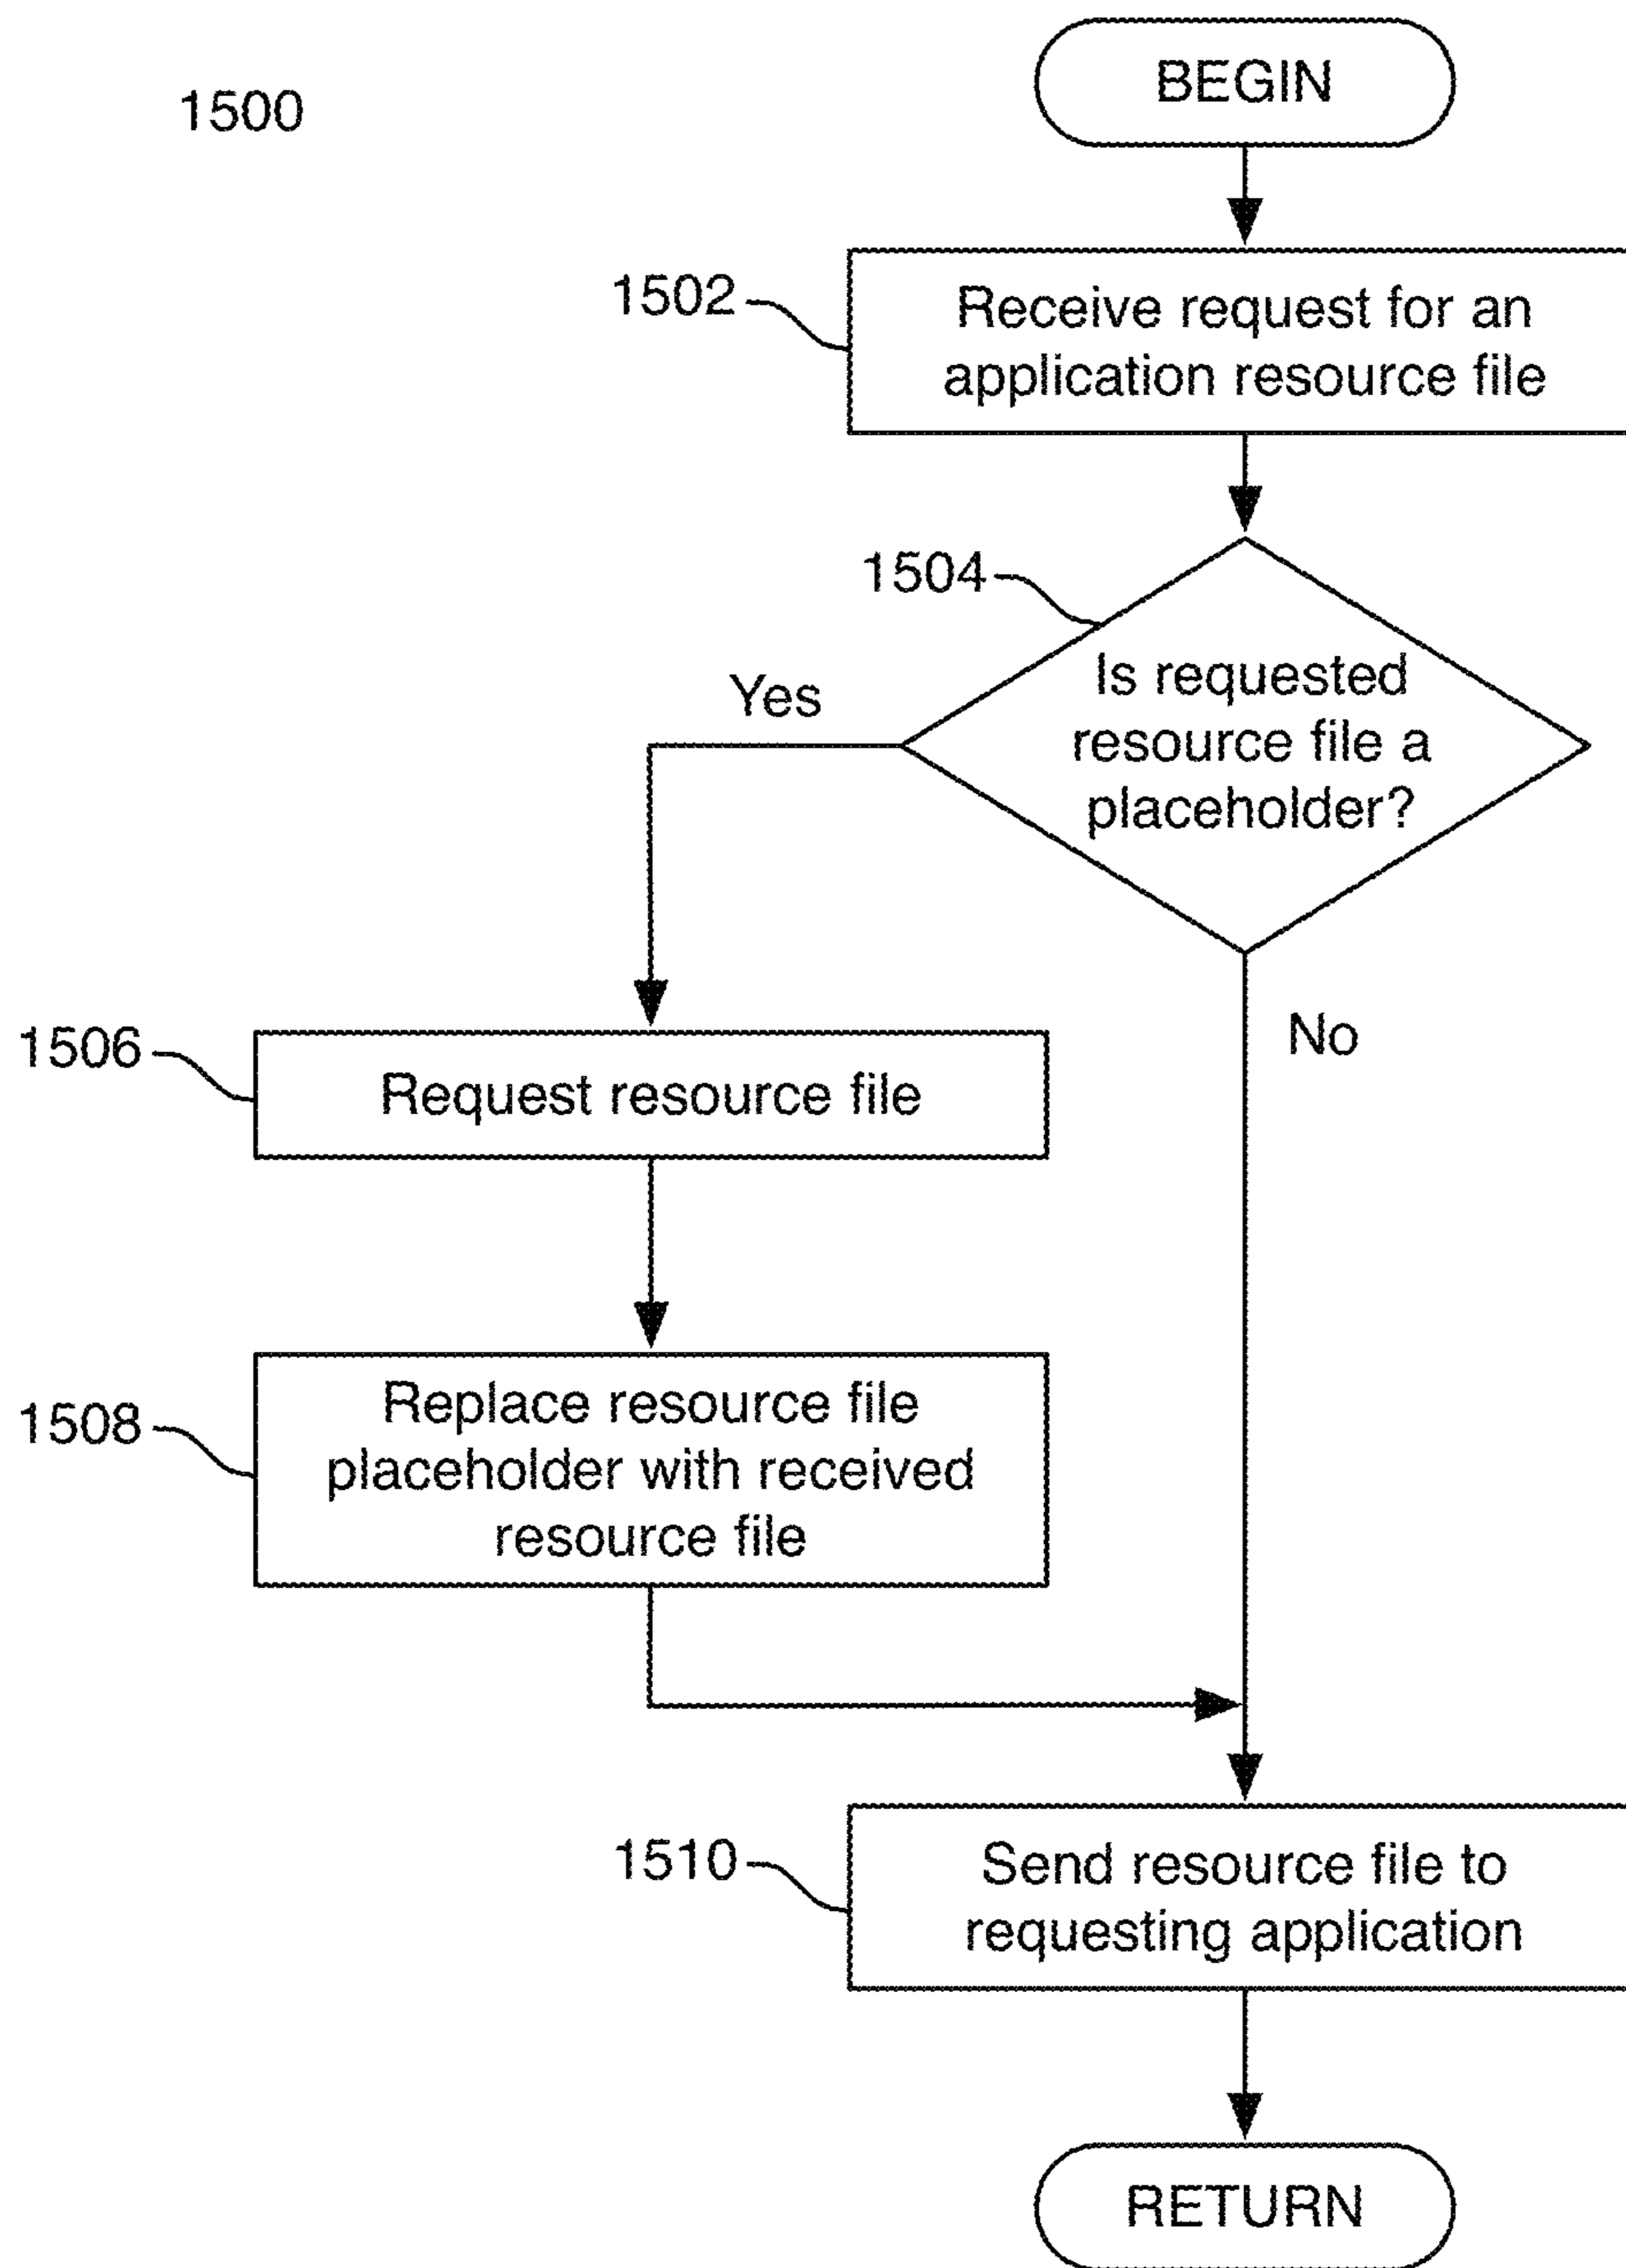 1500
BEGIN
1502
Receive request for an
application resource file
1504
Is requested
resource file a
placeholder?
Yes
No
1506
Request resource file
1508
Replace resource file
placeholder with received
resource file
1510
Send resource file to
requesting application
RETURN